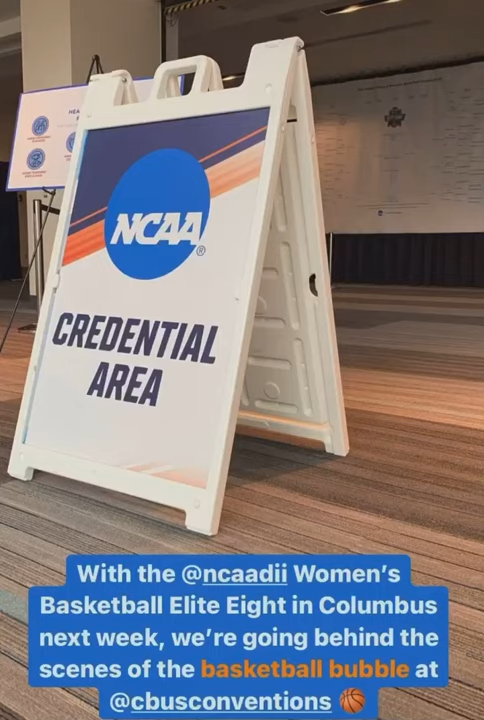 HEA
NCAA®
CREDENTIAL
AREA
With the @ncaadii Women’s
Basketball Elite Eight in Columbus
next week, we’re going behind the
scenes of the basketball bubble at
@cbusconventions 🏀